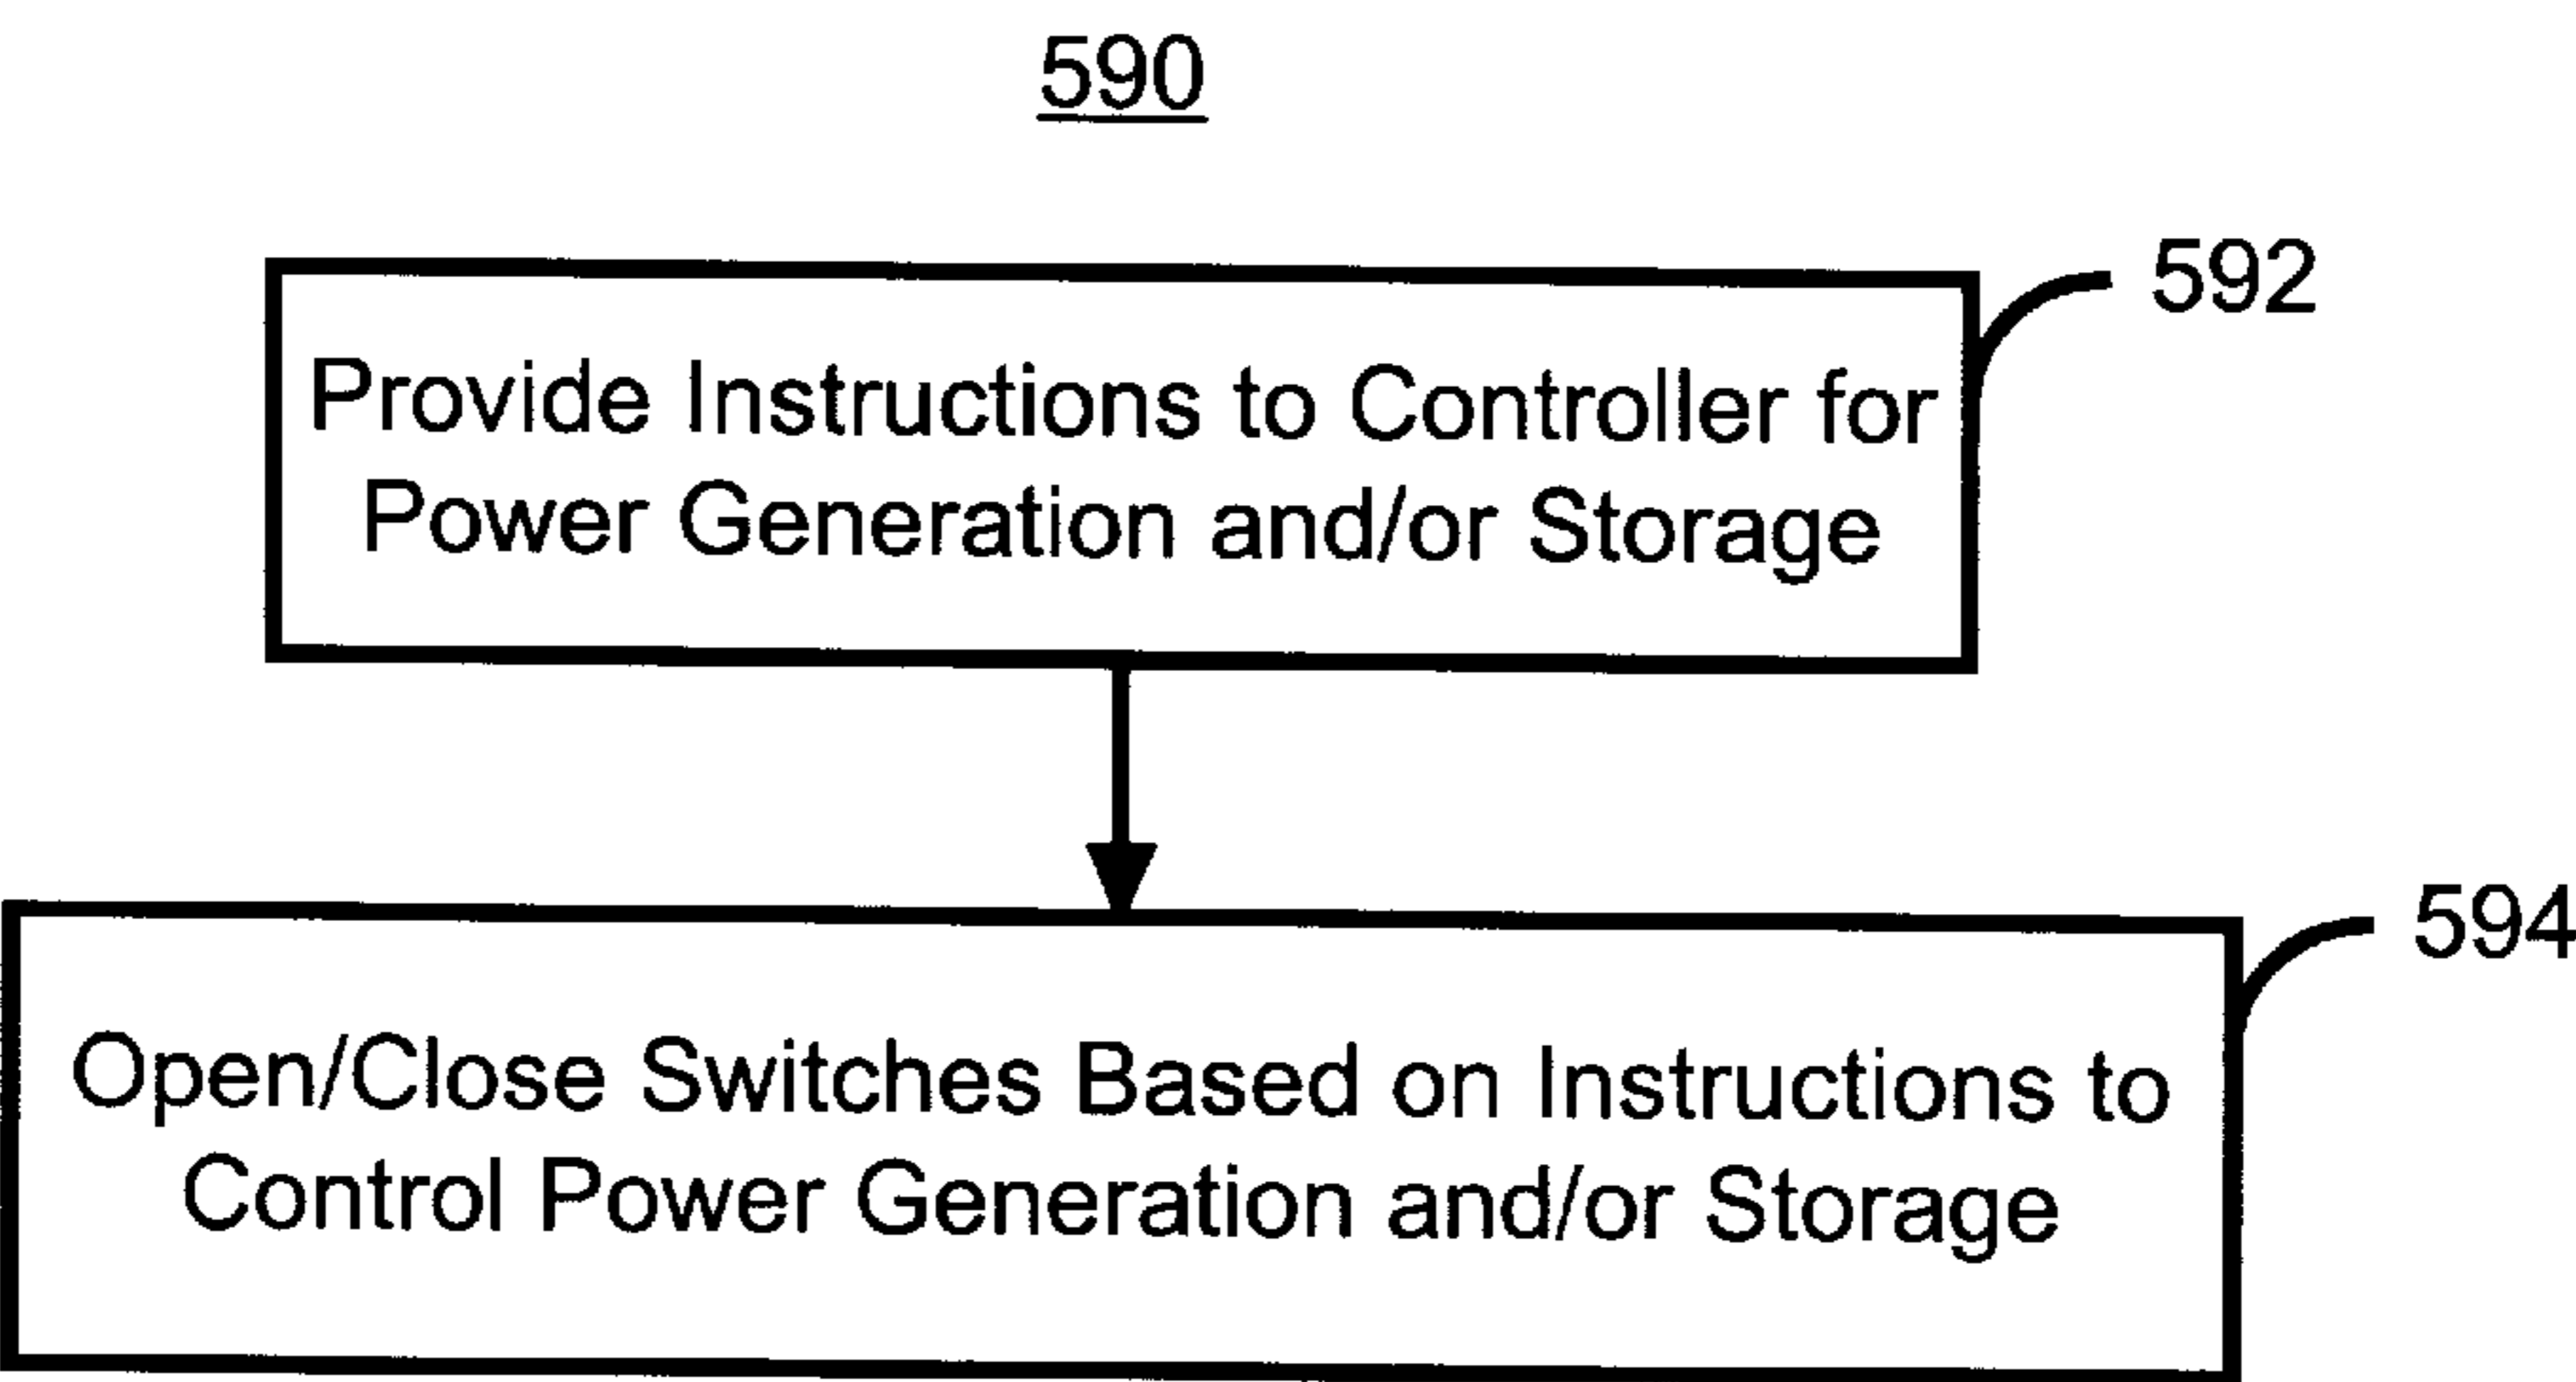 590
592
Provide Instructions to Controller for
Power Generation and/or Storage
594
Open/Close Switches Based on Instructions to
Control Power Generation and/or Storage